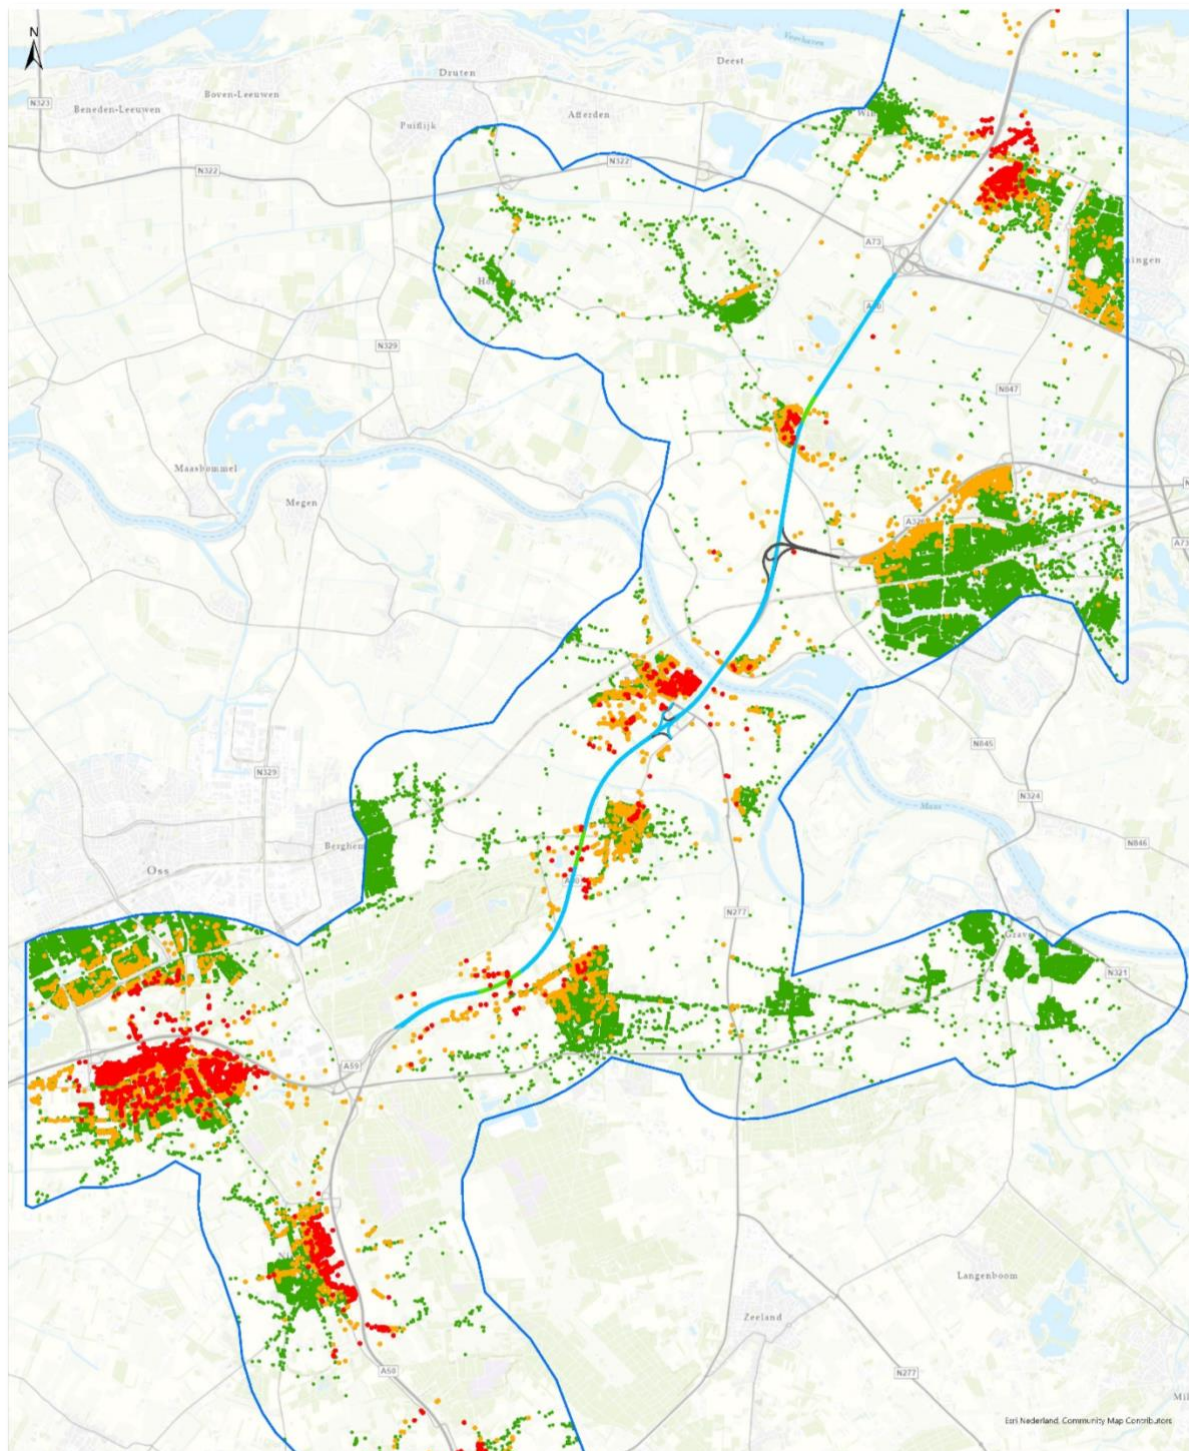 N
Vaarhaven
Deest
Druten
N323
Boven-Leeuwen
Beneden-Leeuwen
Afferden
Puiflijk
N322
N322
A73
N329
N847
Maasbommel
Megen
A73
N845
N329
N324
Maas
N846
Berghem
Oss
N277
N321
A59
Langenboom
Zeeland
A50
N277
Esri Nederland, Community Map Contributors